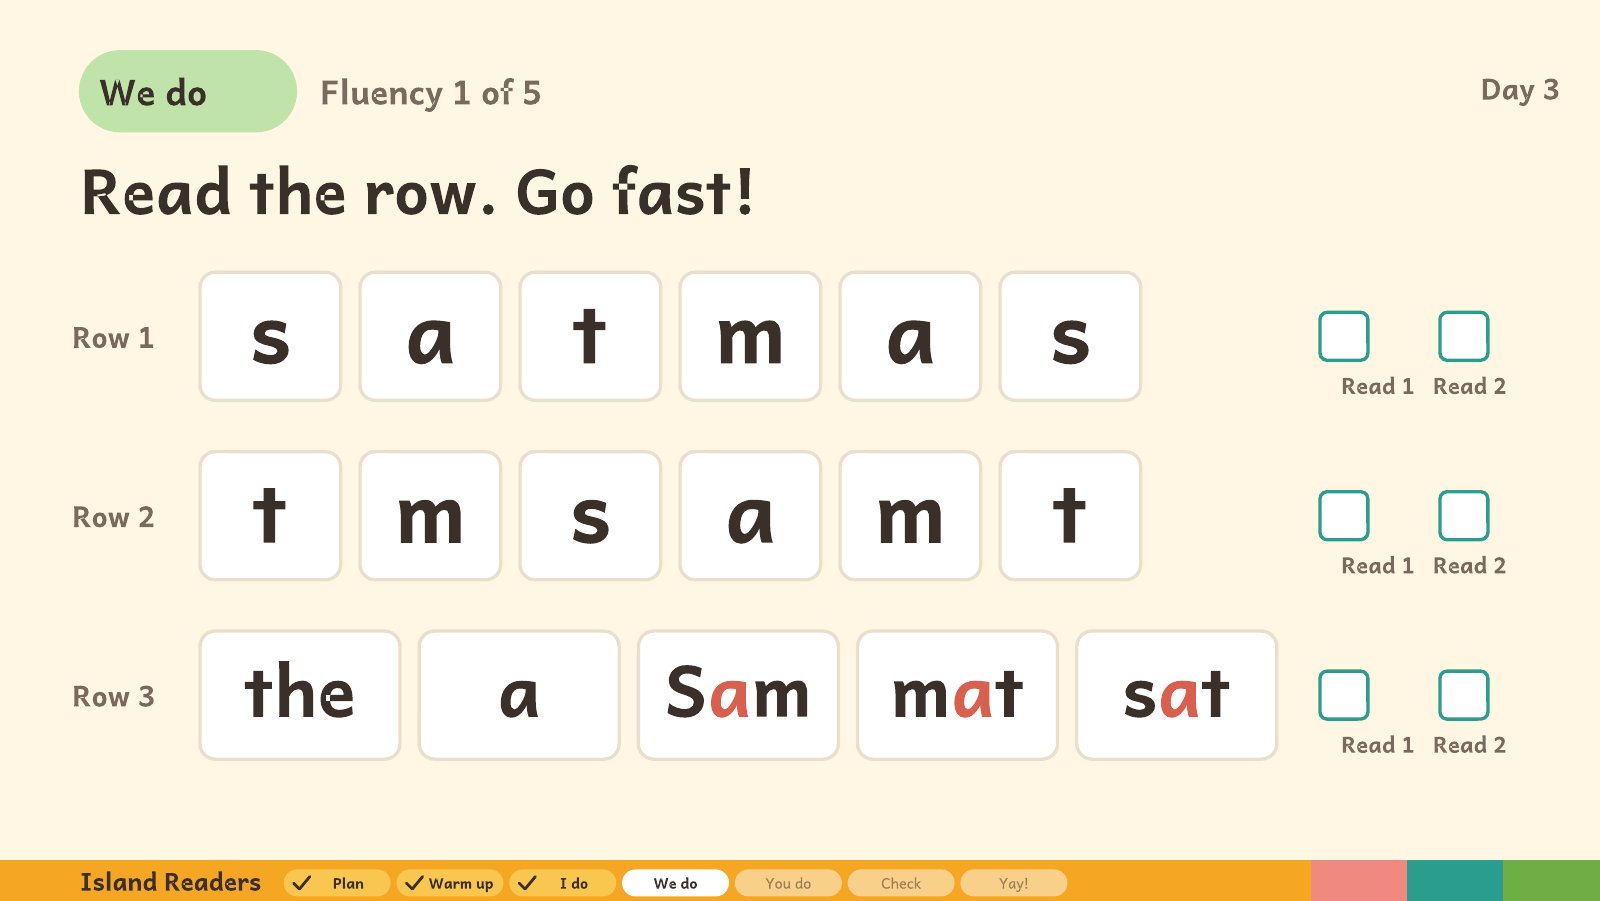 We do Fluency 1 of 5 Day 3
Read the row. Go fast!
Row 1 s a t m a s
Read 1 Read 2
Row 2 t m s a m t
Read 1 Read 2
Row 3 the a Sam mat sat
Read 1 Read 2
Island Readers Plan Warm up I do We do You do Check Yay!